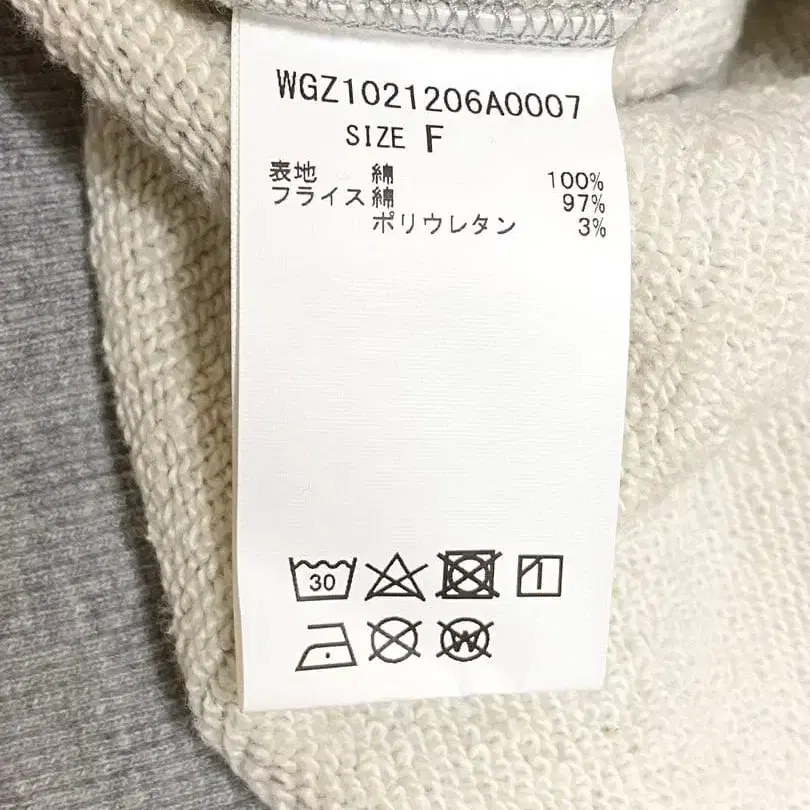 WGZ1021206A0007
SIZE F
表地 綿 100%
フライス 綿 97%
ポリウレタン 3%
30
W